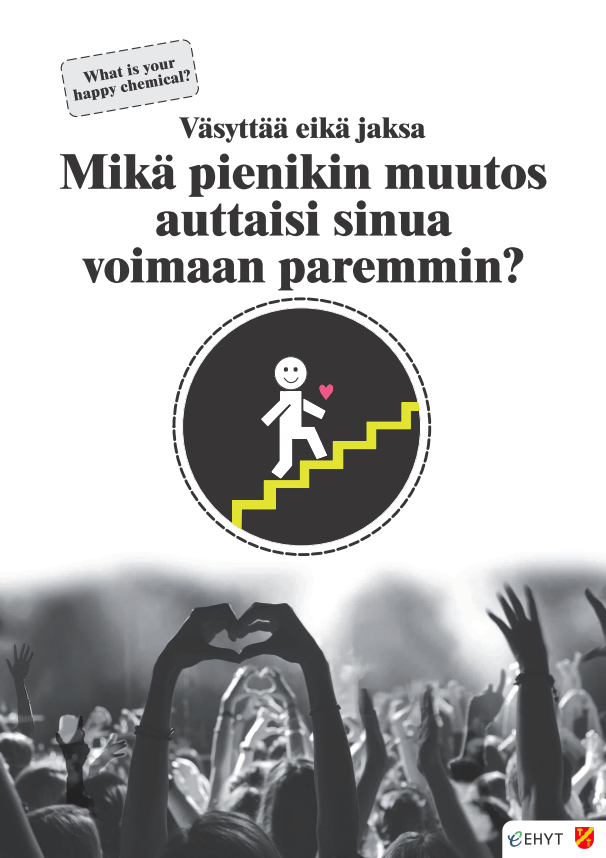 What is your
happy chemical?
Väsyttää eikä jaksa
Mikä pienikin muutos
auttaisi sinua
voimaan paremmin?
EHYT